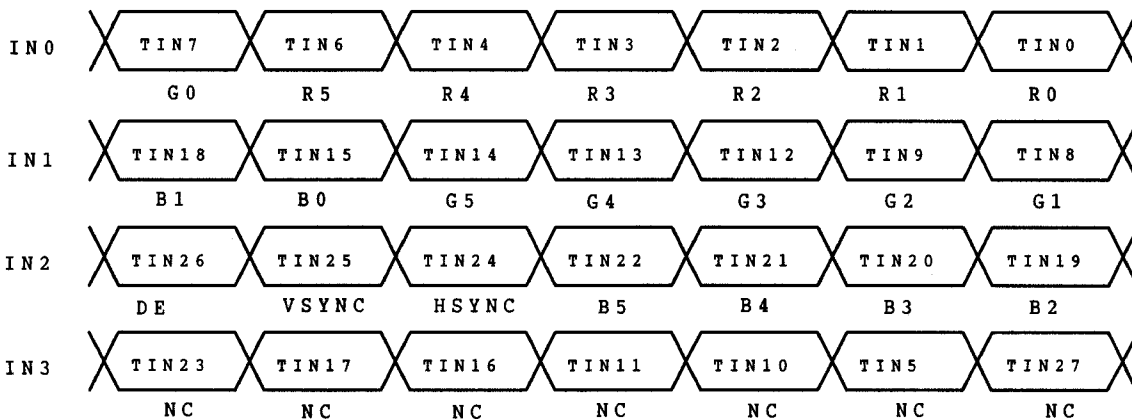 IN0 TIN7 TIN6 TIN4 TIN3 TIN2 TIN1 TIN0
G0 R5 R4 R3 R2 R1 R0
IN1 TIN18 TIN15 TIN14 TIN13 TIN12 TIN9 TIN8
B1 B0 G5 G4 G3 G2 G1
IN2 TIN26 TIN25 TIN24 TIN22 TIN21 TIN20 TIN19
DE VSYNC HSYNC B5 B4 B3 B2
IN3 TIN23 TIN17 TIN16 TIN11 TIN10 TIN5 TIN27
NC NC NC NC NC NC NC